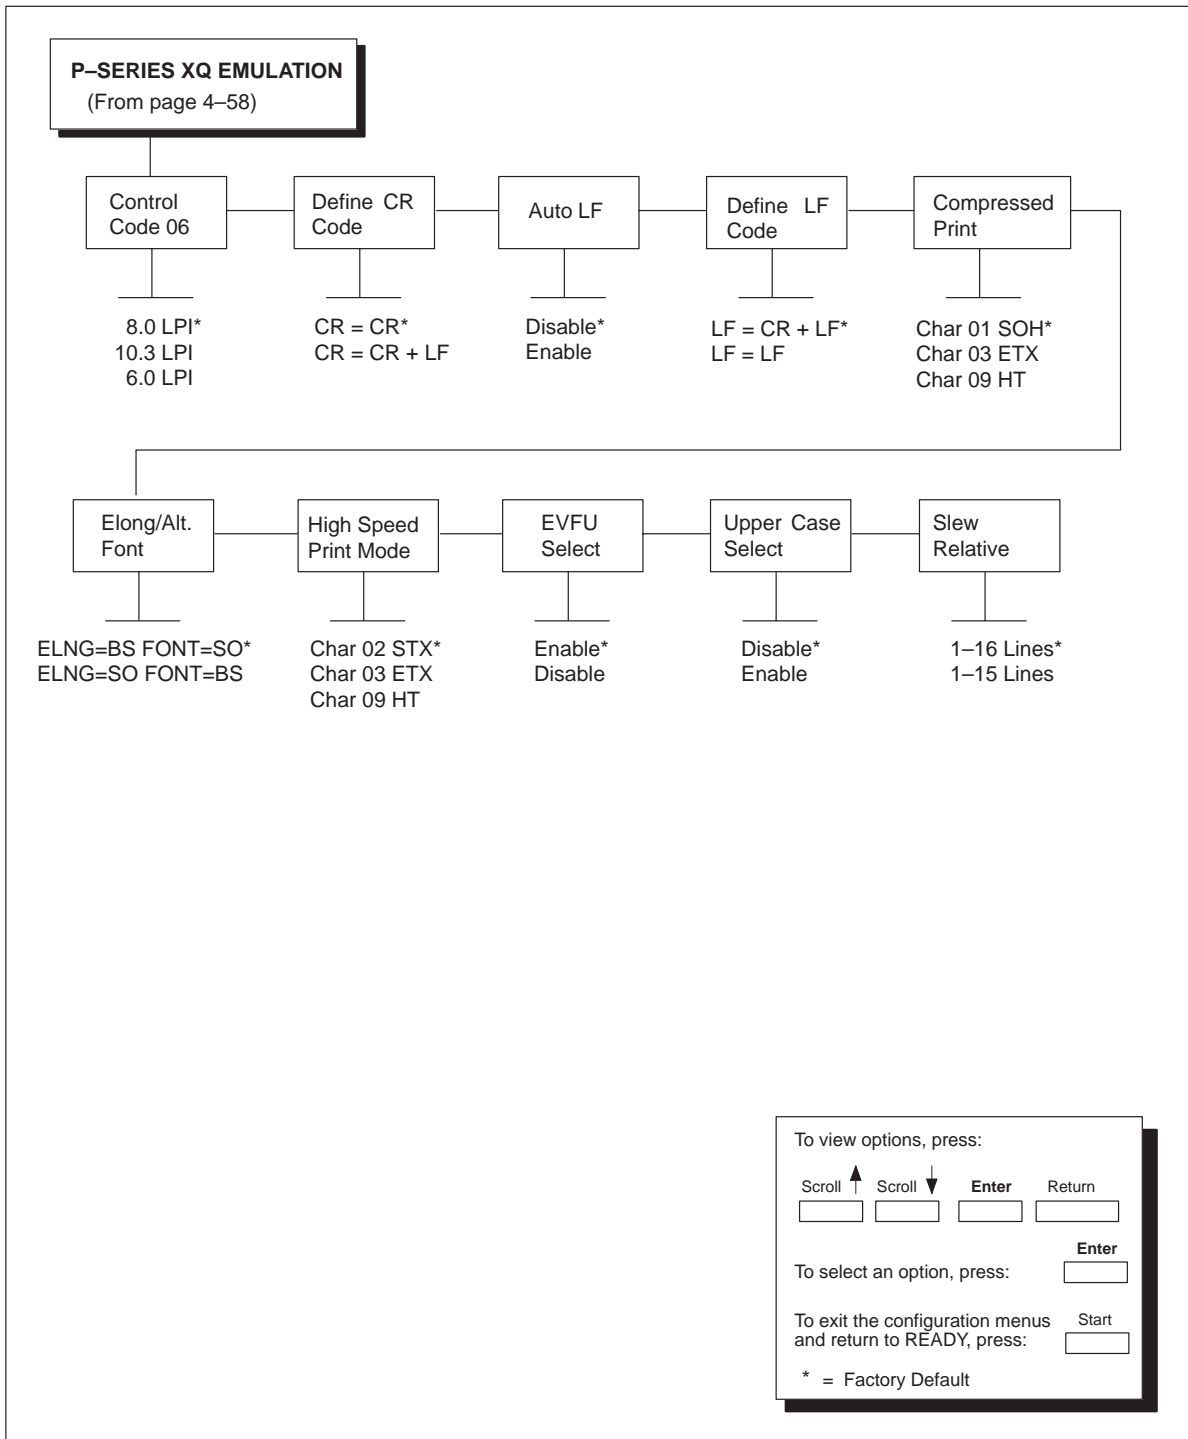 P–SERIES XQ EMULATION
(From page 4–58)
Control
Code 06
Define CR
Code
Auto LF
Define LF
Code
Compressed
Print
8.0 LPI*
10.3 LPI
6.0 LPI
CR = CR*
CR = CR + LF
Disable*
Enable
LF = CR + LF*
LF = LF
Char 01 SOH*
Char 03 ETX
Char 09 HT
Elong/Alt.
Font
High Speed
Print Mode
EVFU
Select
Upper Case
Select
Slew
Relative
ELNG=BS FONT=SO*
ELNG=SO FONT=BS
Char 02 STX*
Char 03 ETX
Char 09 HT
Enable*
Disable
Disable*
Enable
1–16 Lines*
1–15 Lines
To view options, press:
Scroll Scroll Enter Return
Enter
To select an option, press:
To exit the configuration menus
and return to READY, press:
Start
* = Factory Default